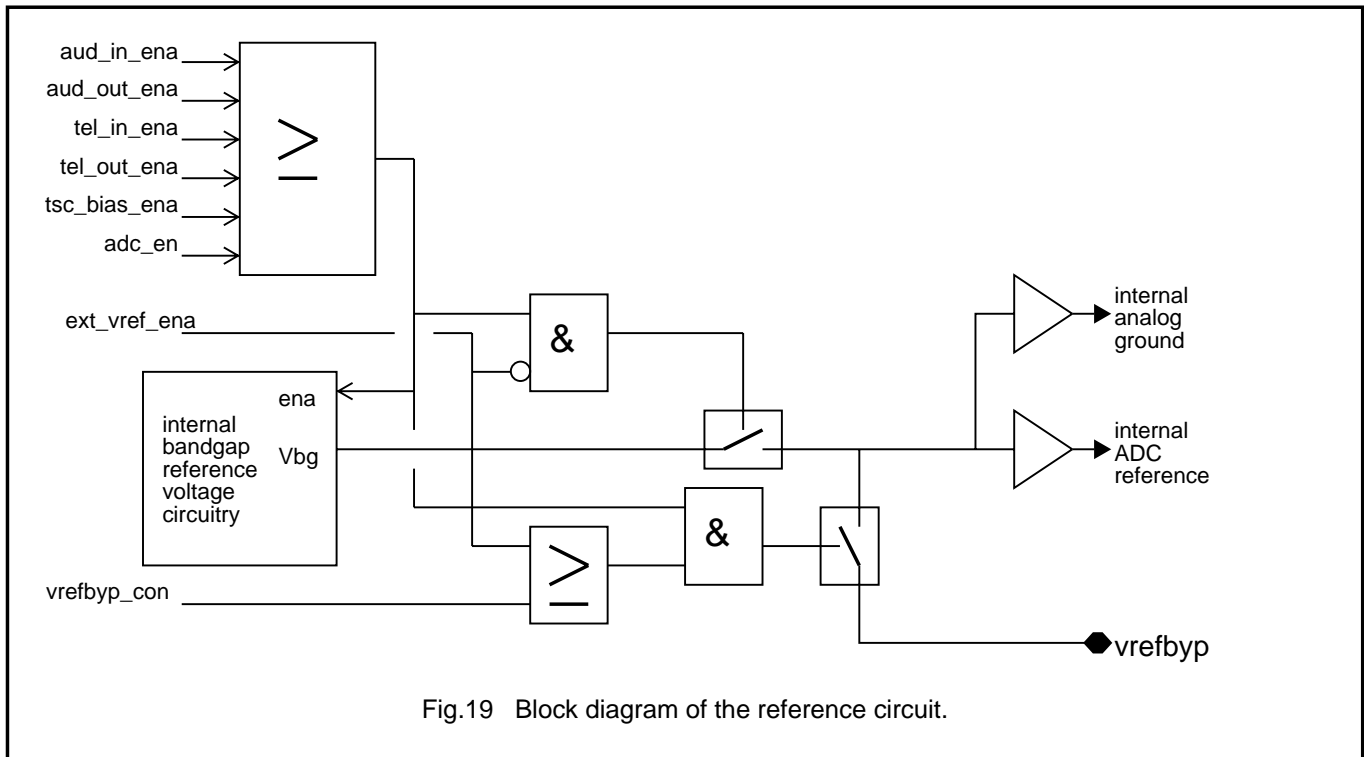 aud_in_ena
aud_out_ena
tel_in_ena
tel_out_ena
tsc_bias_ena
adc_en
≥
ext_vref_ena
&
internal
analog
ground
ena
internal
bandgap
reference
voltage
circuitry
Vbg
internal
ADC
reference
&
≥
vrefbyp_con
vrefbyp
Fig.19 Block diagram of the reference circuit.